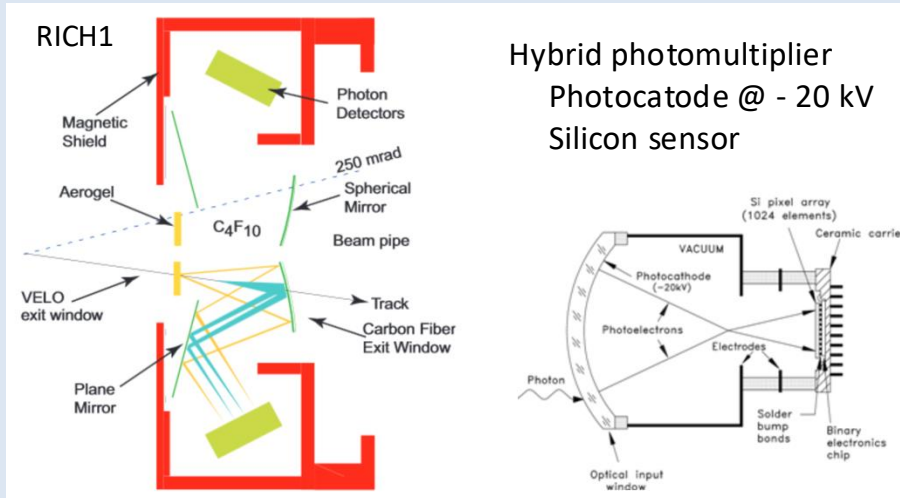 RICH1
Magnetic
Shield
Photon
Detectors
250 mrad
Aerogel
C4F10
Spherical
Mirror
Beam pipe
VELO
exit window
Track
Carbon Fiber
Exit Window
Plane
Mirror
Hybrid photomultiplier
Photocatode @ - 20 kV
Silicon sensor
Si pixel array
(1024 elements)
Ceramic carrie
VACUUM
Photocathode
(-20kV)
Photoelectrons
Electrodes
Photon
Solder
bump
bonds
Binary
electronics
chip
Optical input
window